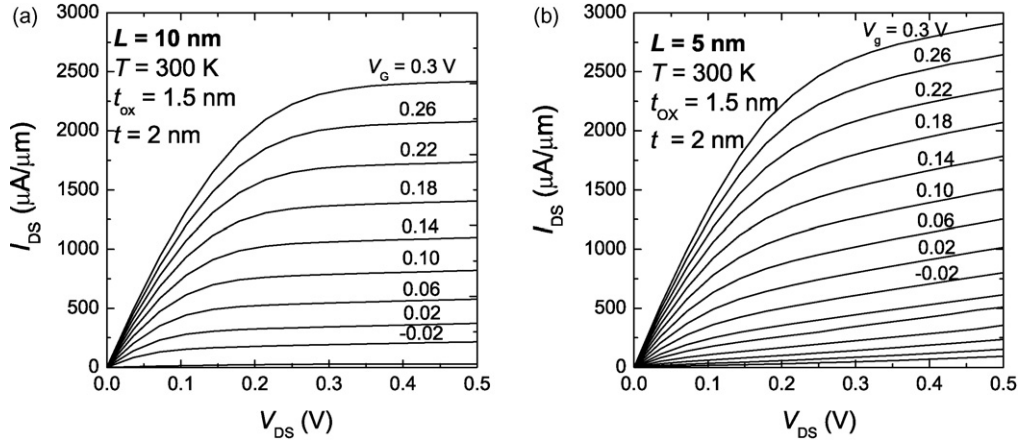 (a)
3000
2500
2000
1500
1000
500
0
I_DS (μA/μm)
L = 10 nm
T = 300 K
t_ox = 1.5 nm
t = 2 nm
V_G = 0.3 V
0.26
0.22
0.18
0.14
0.10
0.06
0.02
-0.02
0.0 0.1 0.2 0.3 0.4 0.5
V_DS (V)
(b)
3000
2500
2000
1500
1000
500
0
I_DS (μA/μm)
L = 5 nm
T = 300 K
t_OX = 1.5 nm
t = 2 nm
V_g = 0.3 V
0.26
0.22
0.18
0.14
0.10
0.06
0.02
-0.02
0.0 0.1 0.2 0.3 0.4 0.5
V_DS (V)